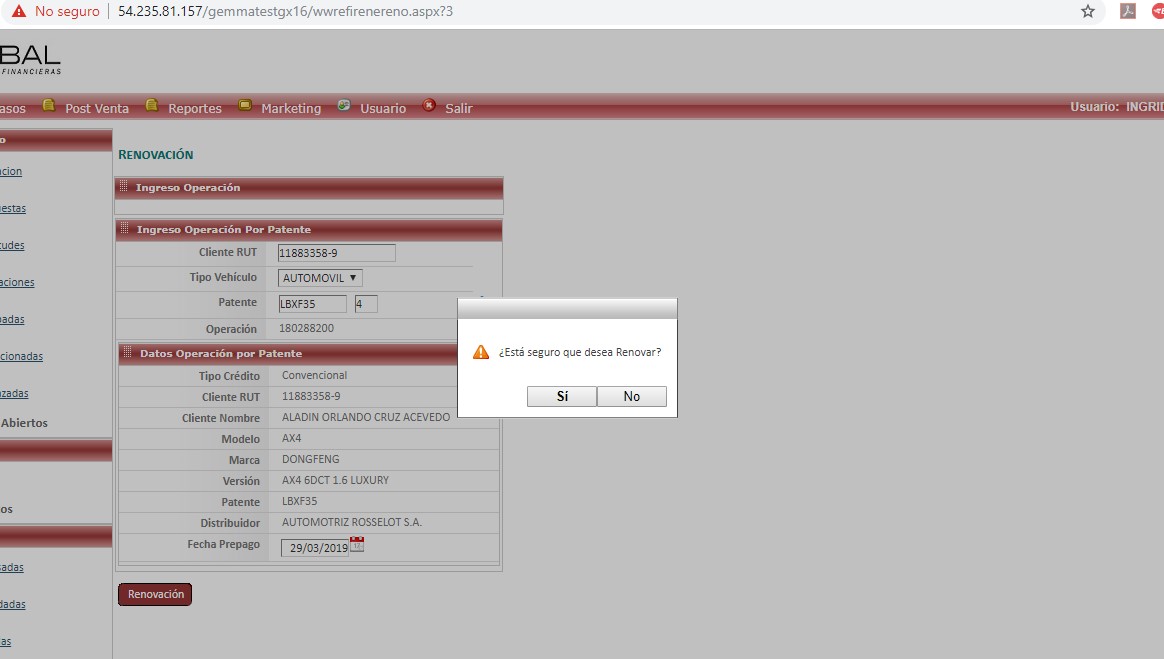 No seguro 54.235.81.157/gemmatestgx16/wwrefirenereno.aspx?3
BAL
FINANCIERAS
asos Post Venta Reportes Marketing Usuario Salir Usuario: INGRID
o
acion
estas
tudes
aciones
adas
cionadas
zadas
Abiertos
os
sadas
dadas
as
RENOVACIÓN
Ingreso Operación
Ingreso Operación Por Patente
Cliente RUT 11883358-9
Tipo Vehículo AUTOMOVIL
Patente LBXF35 4
Operación 180288200
Datos Operación por Patente
Tipo Crédito Convencional
Cliente RUT 11883358-9
Cliente Nombre ALADIN ORLANDO CRUZ ACEVEDO
Modelo AX4
Marca DONGFENG
Versión AX4 6DCT 1.6 LUXURY
Patente LBXF35
Distribuidor AUTOMOTRIZ ROSSELOT S.A.
Fecha Prepago 29/03/2019
Renovación
¿Está seguro que desea Renovar?
Sí No